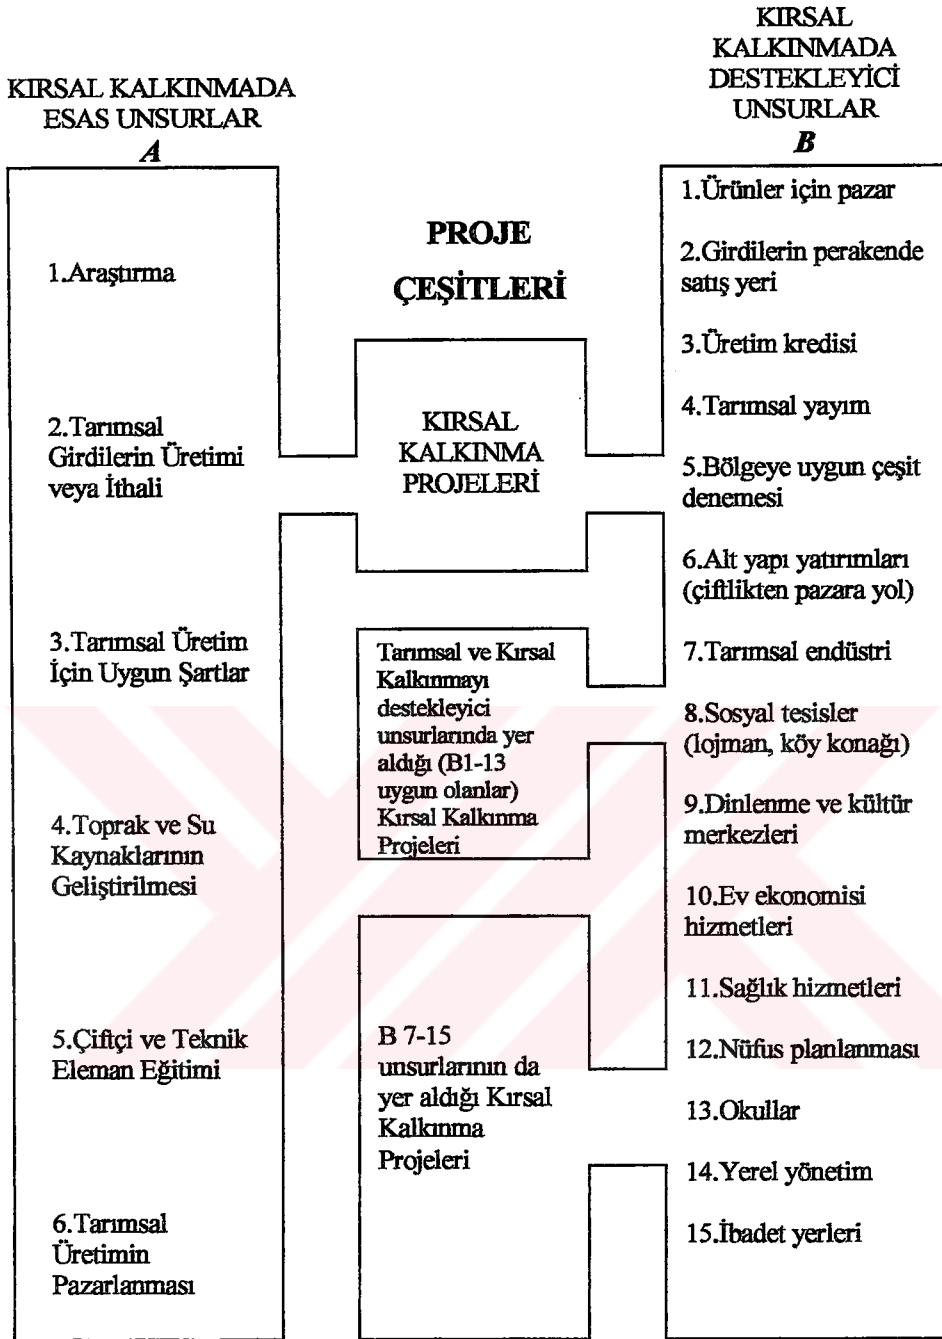 KIRSAL KALKINMADA
ESAS UNSURLAR
A
1.Araştırma
2.Tarımsal
Girdilerin Üretimi
veya İthali
3.Tarımsal Üretim
İçin Uygun Şartlar
4.Toprak ve Su
Kaynaklarının
Geliştirilmesi
5.Çiftçi ve Teknik
Eleman Eğitimi
6.Tarımsal
Üretimin
Pazarlanması
PROJE
ÇEŞİTLERİ
KIRSAL
KALKINMA
PROJELERİ
Tarımsal ve Kırsal
Kalkınmayı
destekleyici
unsurlarında yer
aldığı (B1-13
uygun olanlar)
Kırsal Kalkınma
Projeleri
B 7-15
unsurlarının da
yer aldığı Kırsal
Kalkınma
Projeleri
KIRSAL
KALKINMADA
DESTEKLEYİCİ
UNSURLAR
B
1.Ürünler için pazar
2.Girdilerin perakende
satış yeri
3.Üretim kredisi
4.Tarımsal yayım
5.Bölgeye uygun çeşit
denemesi
6.Alt yapı yatırımları
(çiftlikten pazara yol)
7.Tarımsal endüstri
8.Sosyal tesisler
(lojman, köy konağı)
9.Dinlenme ve kültür
merkezleri
10.Ev ekonomisi
hizmetleri
11.Sağlık hizmetleri
12.Nüfus planlanması
13.Okullar
14.Yerel yönetim
15.İbadet yerleri